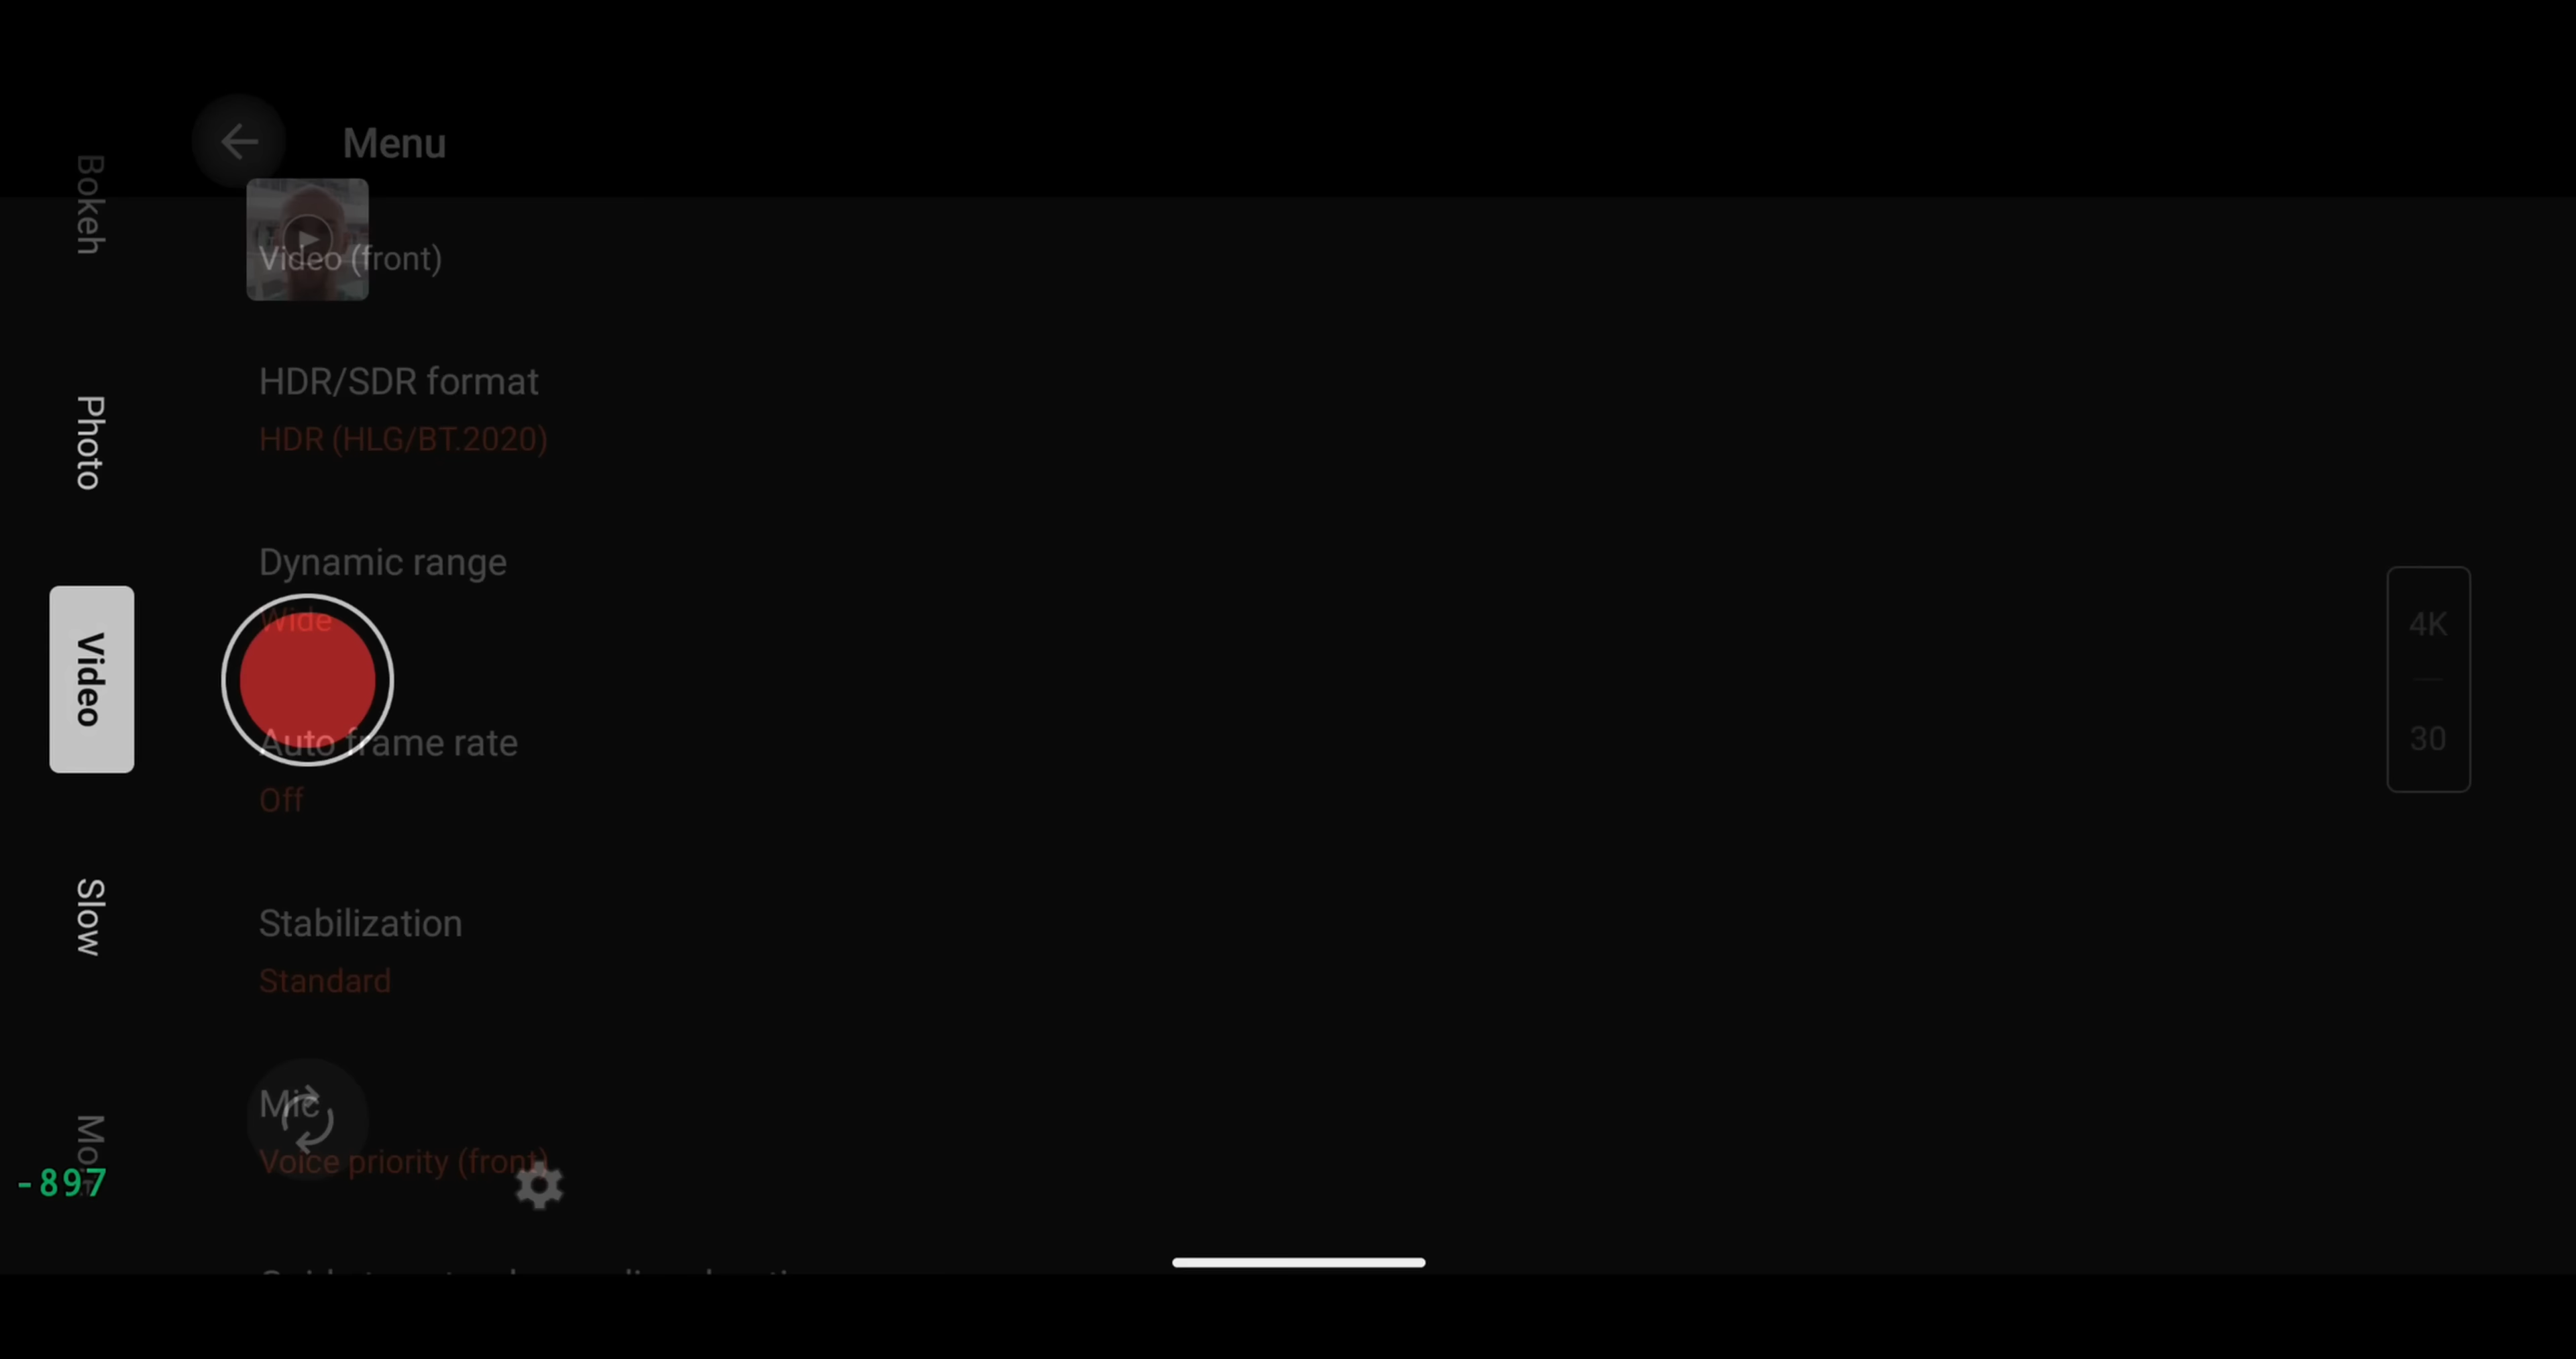 Menu
Video (front)
HDR/SDR format
HDR (HLG/BT.2020)
Dynamic range
Wide
Auto frame rate
Off
Stabilization
Standard
Mic
Voice priority (front)
Bokeh
Photo
Video
Slow
-897
4K
30